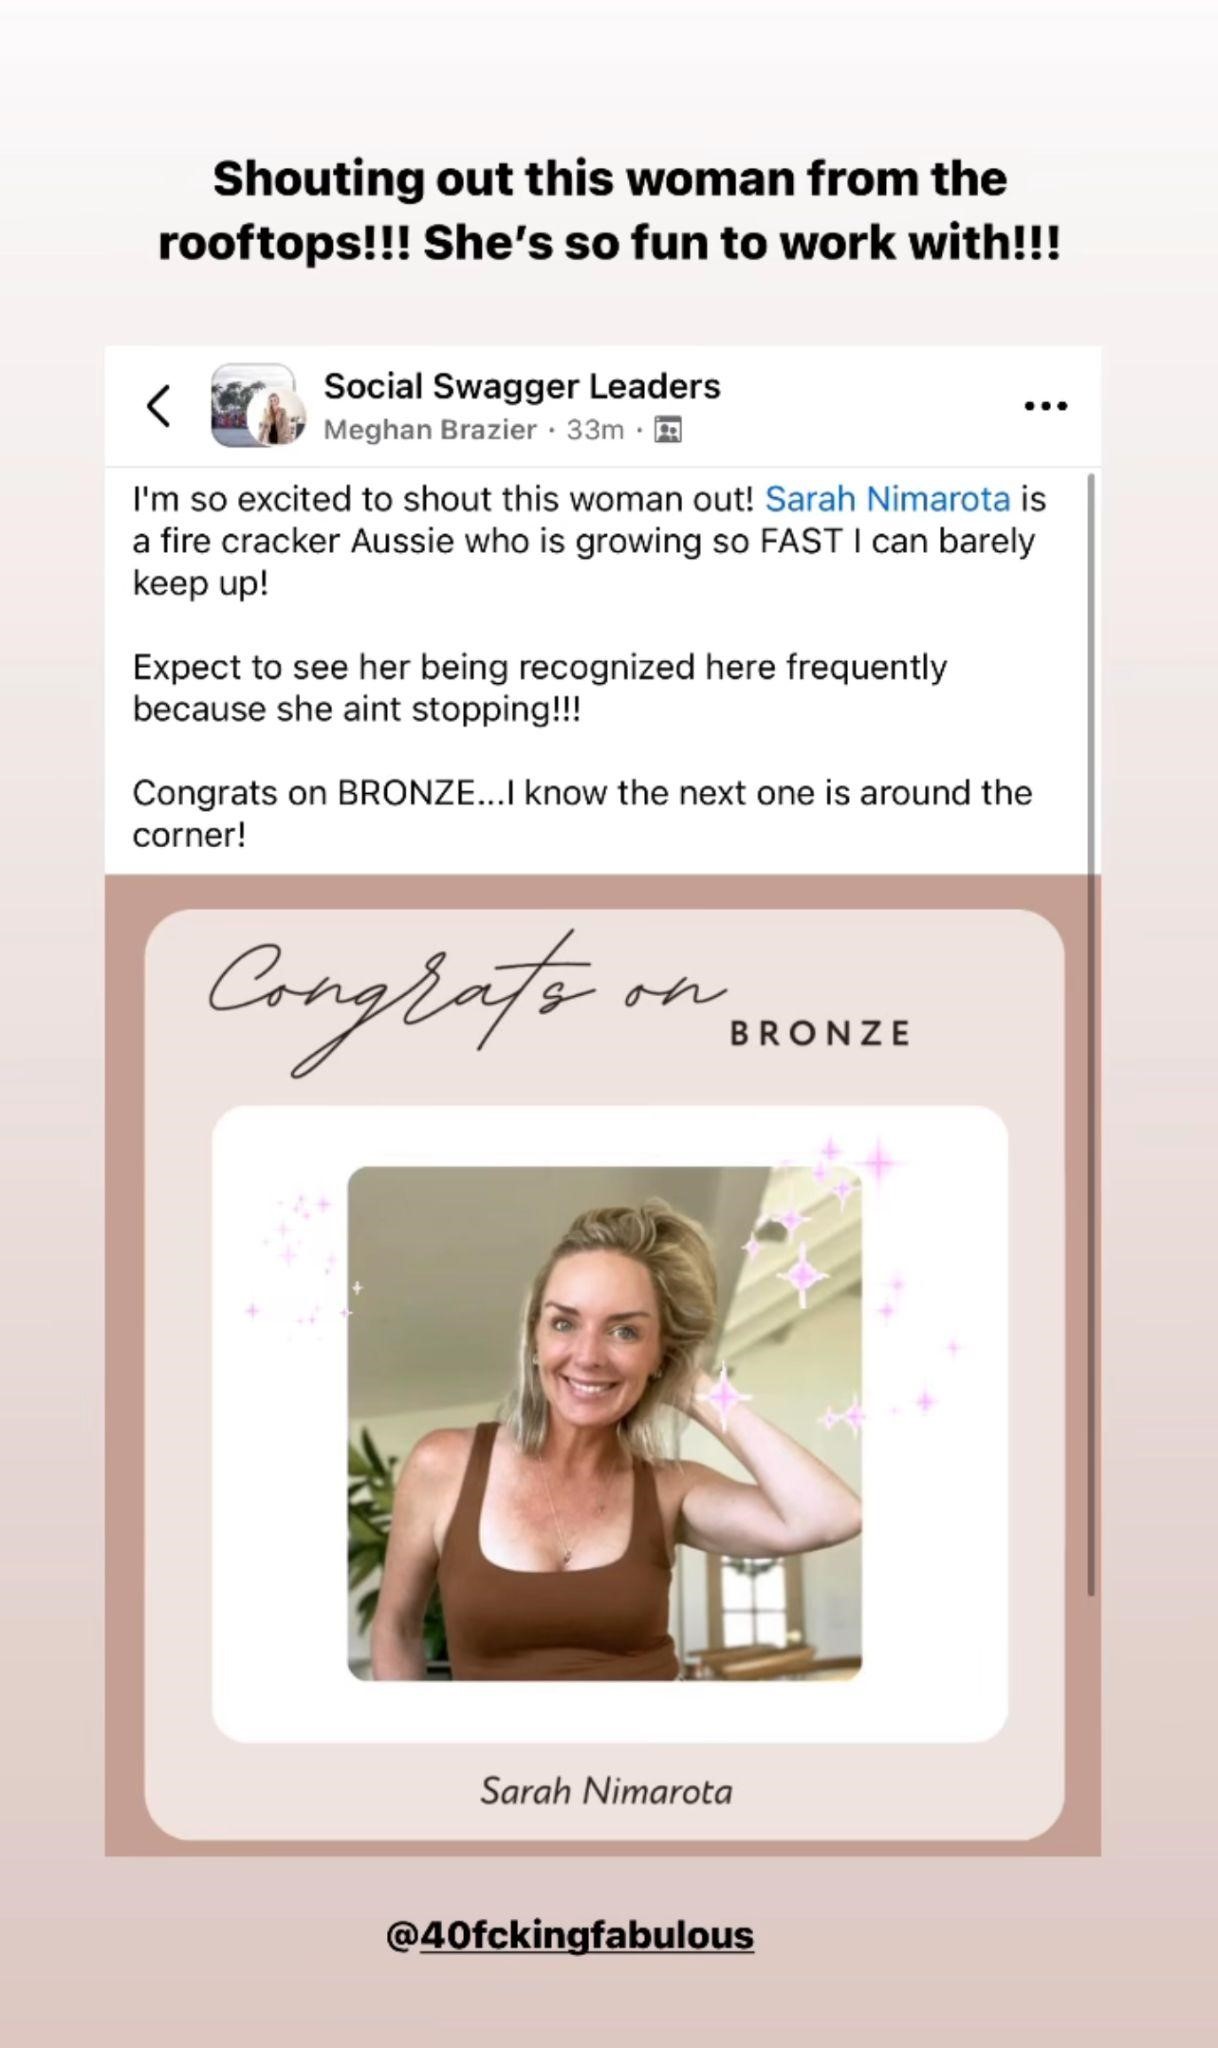 Shouting out this woman from the
rooftops!!! She's so fun to work with!!!
Social Swagger Leaders
Meghan Brazier · 33m ·
I'm so excited to shout this woman out! Sarah Nimarota is
a fire cracker Aussie who is growing so FAST I can barely
keep up!
Expect to see her being recognized here frequently
because she aint stopping!!!
Congrats on BRONZE...I know the next one is around the
corner!
Congrats on
BRONZE
Sarah Nimarota
@40fckingfabulous